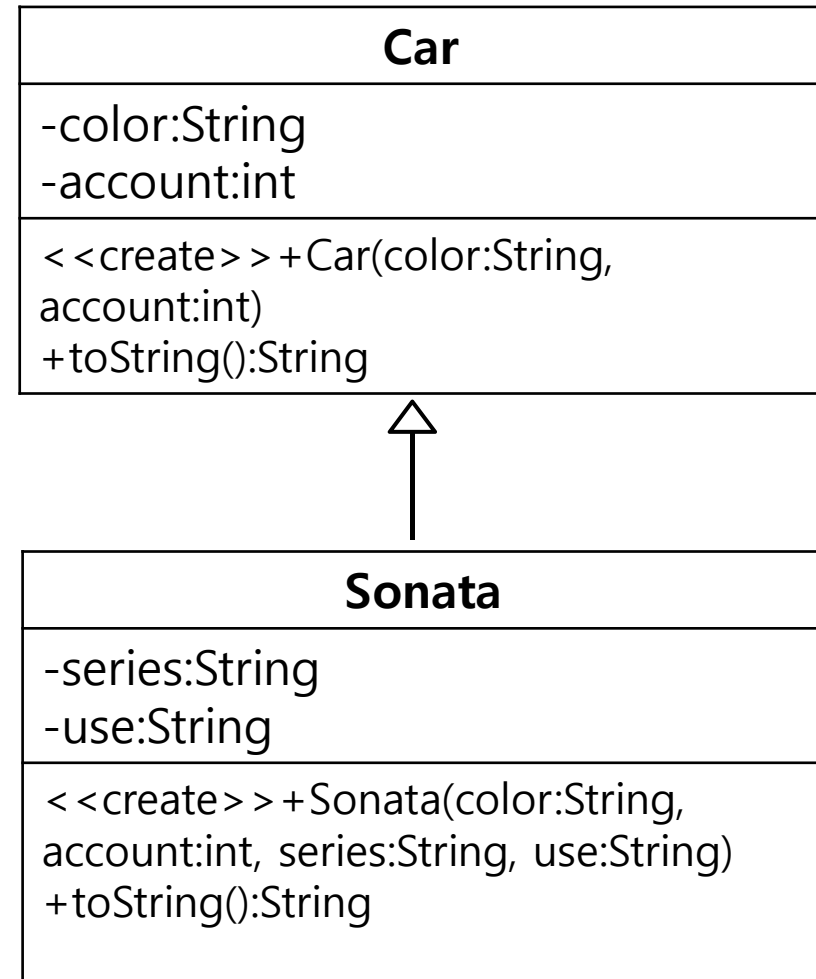 Car
-color:String
-account:int
<<create>>+Car(color:String,
account:int)
+toString():String
Sonata
-series:String
-use:String
<<create>>+Sonata(color:String,
account:int, series:String, use:String)
+toString():String